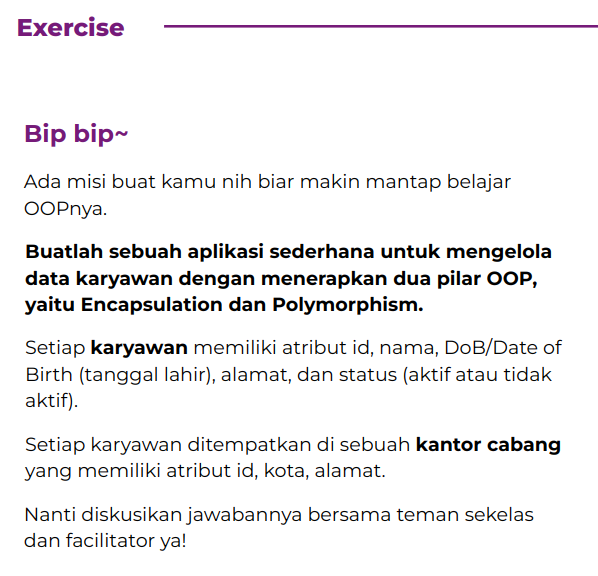 Exercise
Bip bip~
Ada misi buat kamu nih biar makin mantap belajar
OOPnya.
Buatlah sebuah aplikasi sederhana untuk mengelola
data karyawan dengan menerapkan dua pilar OOP,
yaitu Encapsulation dan Polymorphism.
Setiap karyawan memiliki atribut id, nama, DoB/Date of
Birth (tanggal lahir), alamat, dan status (aktif atau tidak
aktif).
Setiap karyawan ditempatkan di sebuah kantor cabang
yang memiliki atribut id, kota, alamat.
Nanti diskusikan jawabannya bersama teman sekelas
dan facilitator ya!